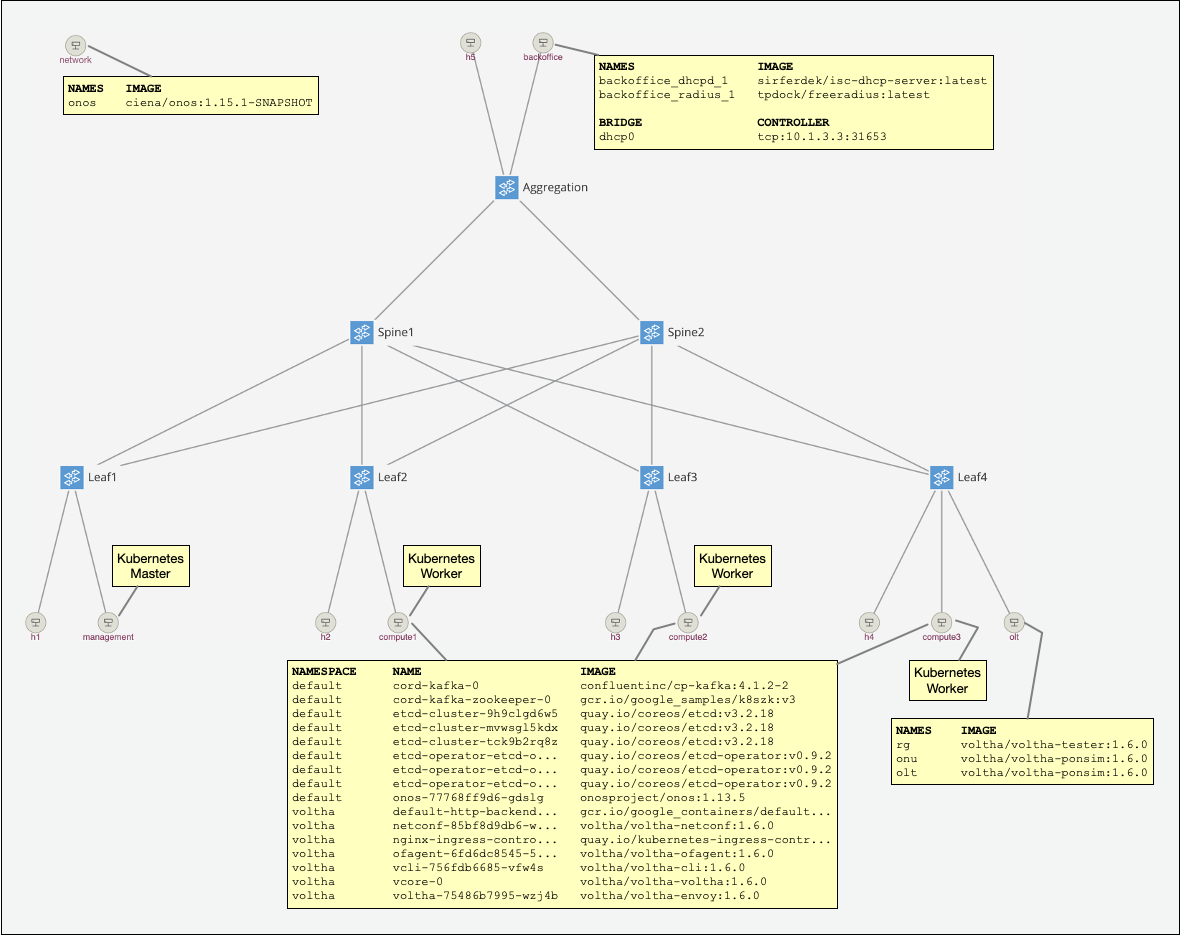 network
h5
backoffice
NAMES IMAGE
onos ciena/onos:1.15.1-SNAPSHOT
NAMES IMAGE
backoffice_dhcpd_1 sirferdek/isc-dhcp-server:latest
backoffice_radius_1 tpdock/freeradius:latest
BRIDGE CONTROLLER
dhcp0 tcp:10.1.3.3:31653
Aggregation
Spine1
Spine2
Leaf1
Leaf2
Leaf3
Leaf4
Kubernetes
Master
Kubernetes
Worker
Kubernetes
Worker
h1
management
h2
compute1
h3
compute2
h4
compute3
olt
Kubernetes
Worker
NAMESPACE NAME IMAGE
default cord-kafka-0 confluentinc/cp-kafka:4.1.2-2
default cord-kafka-zookeeper-0 gcr.io/google_samples/k8szk:v3
default etcd-cluster-9h9clgd6w5 quay.io/coreos/etcd:v3.2.18
default etcd-cluster-mvwsgl5kdx quay.io/coreos/etcd:v3.2.18
default etcd-cluster-tck9b2rq8z quay.io/coreos/etcd:v3.2.18
default etcd-operator-etcd-o... quay.io/coreos/etcd-operator:v0.9.2
default etcd-operator-etcd-o... quay.io/coreos/etcd-operator:v0.9.2
default etcd-operator-etcd-o... quay.io/coreos/etcd-operator:v0.9.2
default onos-77768ff9d6-gdslg onosproject/onos:1.13.5
voltha default-http-backend... gcr.io/google_containers/default...
voltha netconf-85bf8d9db6-w... voltha/voltha-netconf:1.6.0
voltha nginx-ingress-contro... quay.io/kubernetes-ingress-contr...
voltha ofagent-6fd6dc8545-5... voltha/voltha-ofagent:1.6.0
voltha vcli-756fdb6685-vfw4s voltha/voltha-cli:1.6.0
voltha vcore-0 voltha/voltha-voltha:1.6.0
voltha voltha-75486b7995-wzj4b voltha/voltha-envoy:1.6.0
NAMES IMAGE
rg voltha/voltha-tester:1.6.0
onu voltha/voltha-ponsim:1.6.0
olt voltha/voltha-ponsim:1.6.0